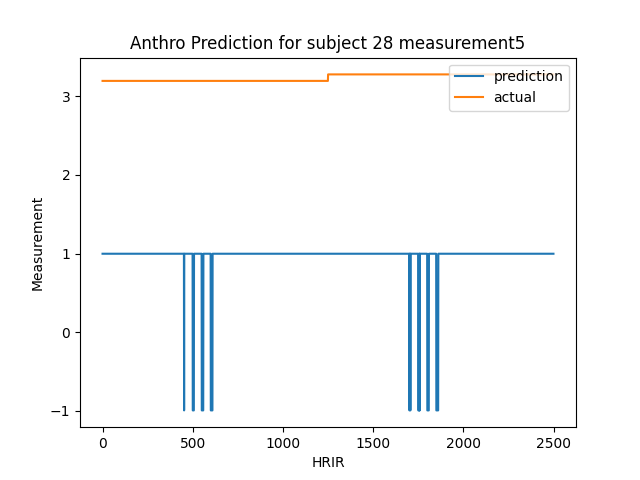 Anthro Prediction for subject 28 measurement5
prediction
actual
3
2
1
0
−1
Measurement
0 500 1000 1500 2000 2500
HRIR